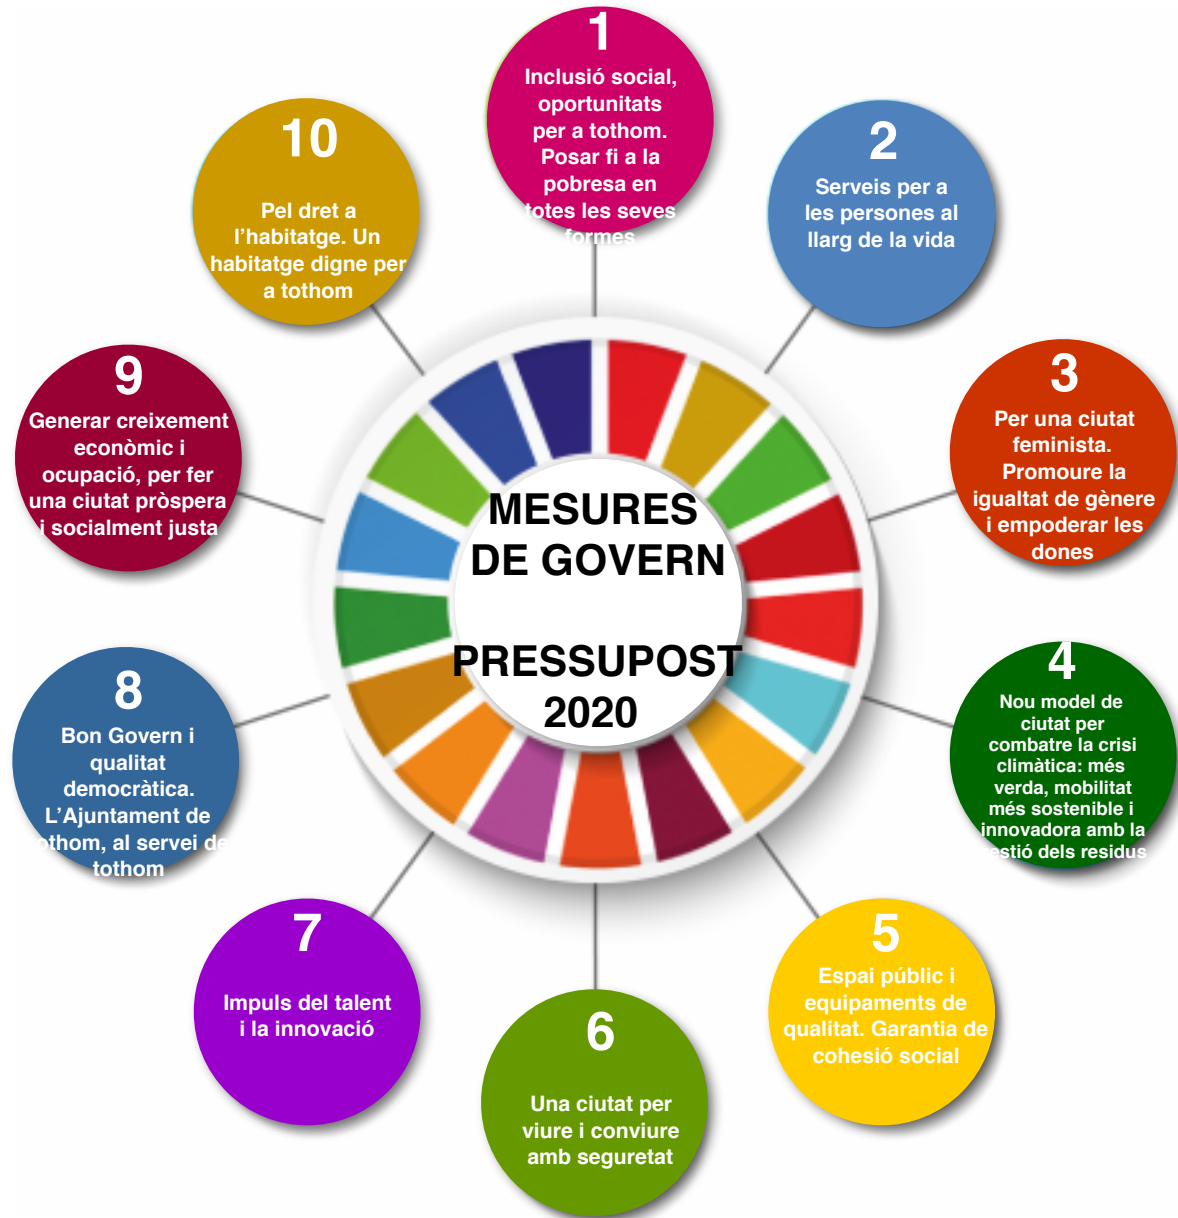 MESURES
DE GOVERN
PRESSUPOST
2020
1
Inclusió social,
oportunitats
per a tothom.
Posar fi a la
pobresa en
totes les seves
formes
2
Serveis per a
les persones al
llarg de la vida
3
Per una ciutat
feminista.
Promoure la
igualtat de gènere
i empoderar les
dones
4
Nou model de
ciutat per
combatre la crisi
climàtica: més
verda, mobilitat
més sostenible i
innovadora amb la
gestió dels residus
5
Espai públic i
equipaments de
qualitat. Garantia de
cohesió social
6
Una ciutat per
viure i conviure
amb seguretat
7
Impuls del talent
i la innovació
8
Bon Govern i
qualitat
democràtica.
L’Ajuntament de
tothom, al servei de
tothom
9
Generar creixement
econòmic i
ocupació, per fer
una ciutat pròspera
i socialment justa
10
Pel dret a
l’habitatge. Un
habitatge digne per
a tothom